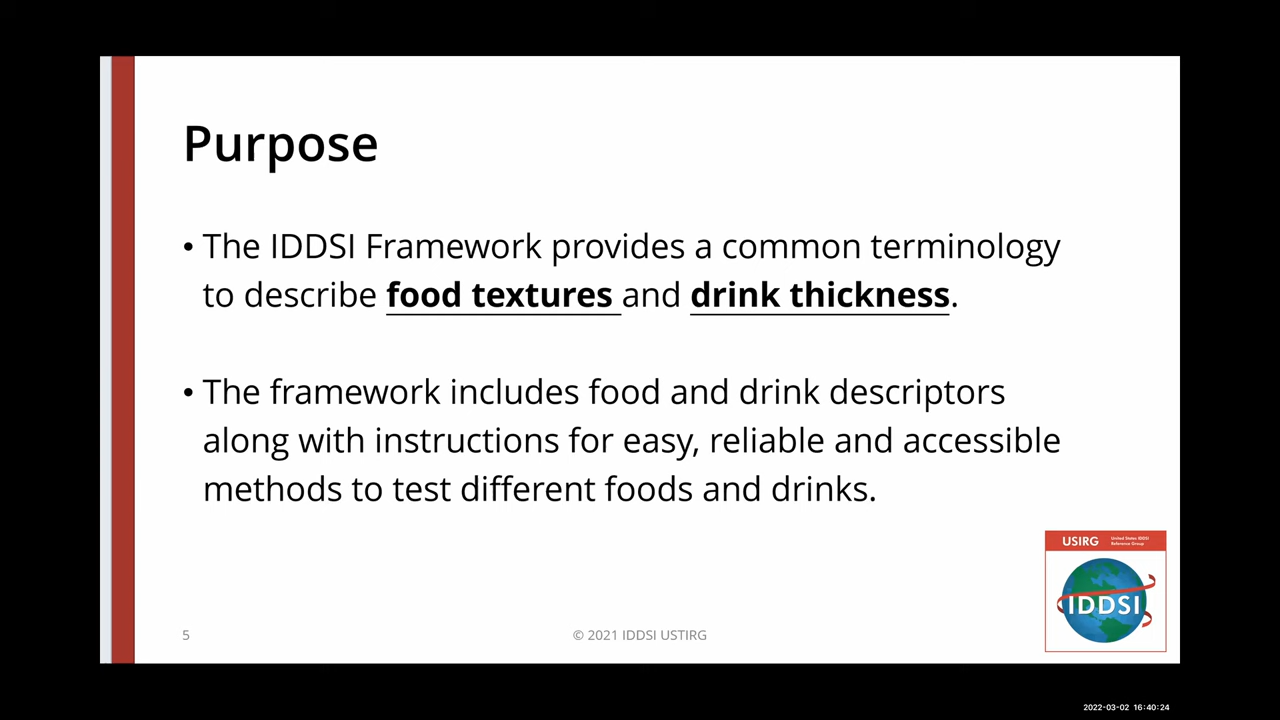 Purpose
• The IDDSI Framework provides a common terminology
to describe food textures and drink thickness.
• The framework includes food and drink descriptors
along with instructions for easy, reliable and accessible
methods to test different foods and drinks.
USIRG
United States IDDSI
Reference Group
IDDSI
5
© 2021 IDDSI USTIRG
2022-03-02 16:40:24